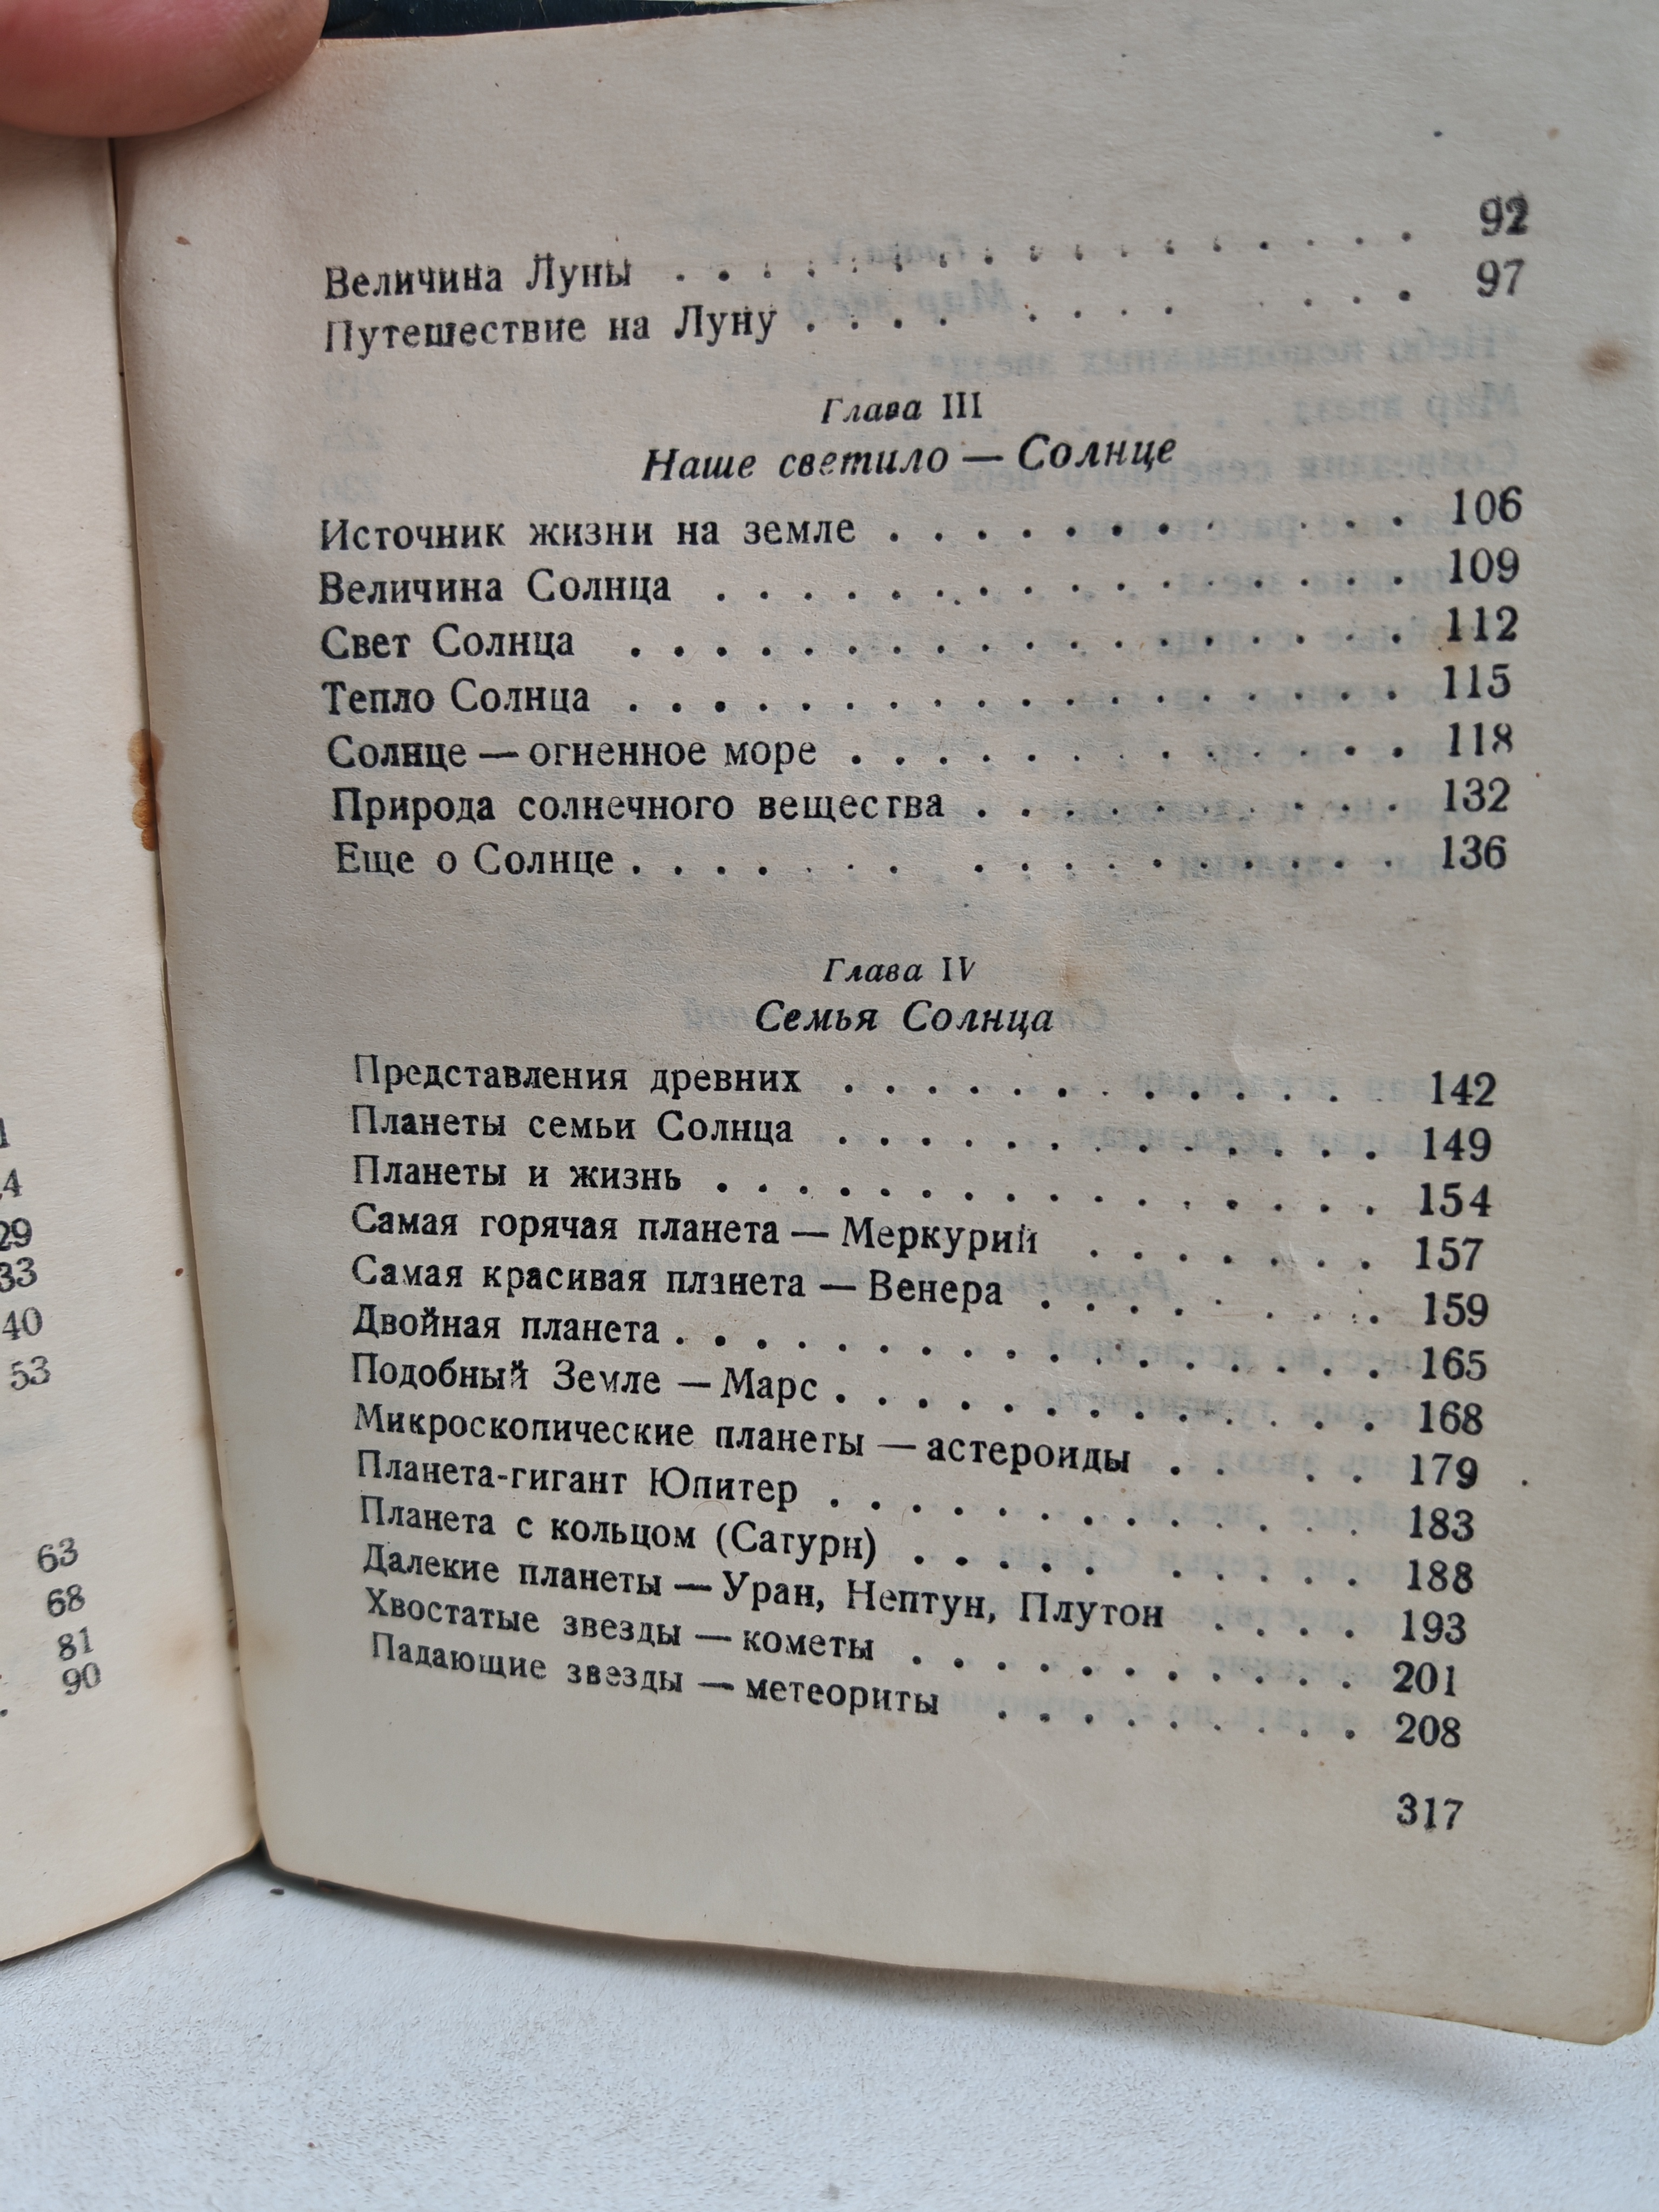 Величина Луны . . . . . . . . . . . . . . . . 92
Путешествие на Луну . . . . . . . . . . . 97
Глава III
Наше светило — Солнце
Источник жизни на земле . . . . . . . . . . . . 106
Величина Солнца . . . . . . . . . . . . . . . . 109
Свет Солнца . . . . . . . . . . . . . . . . . . 112
Тепло Солнца . . . . . . . . . . . . . . . . . . 115
Солнце — огненное море . . . . . . . . . . . . . 118
Природа солнечного вещества . . . . . . . . . . 132
Еще о Солнце . . . . . . . . . . . . . . . . . 136
Глава IV
Семья Солнца
Представления древних . . . . . . . . . . . . . 142
Планеты семьи Солнца . . . . . . . . . . . . . 149
Планеты и жизнь . . . . . . . . . . . . . . . . 154
Самая горячая планета — Меркурий . . . . . . . 157
Самая красивая планета — Венера . . . . . . . . 159
Двойная планета . . . . . . . . . . . . . . . . . 165
Подобный Земле — Марс . . . . . . . . . . . . . 168
Микроскопические планеты — астероиды . . . . . 179
Планета-гигант Юпитер . . . . . . . . . . . . . 183
Планета с кольцом (Сатурн) . . . . . . . . . . 188
Далекие планеты — Уран, Нептун, Плутон . . . . 193
Хвостатые звезды — кометы . . . . . . . . . . . 201
Падающие звезды — метеориты . . . . . . . . . 208
317
29
33
40
53
63
68
81
90